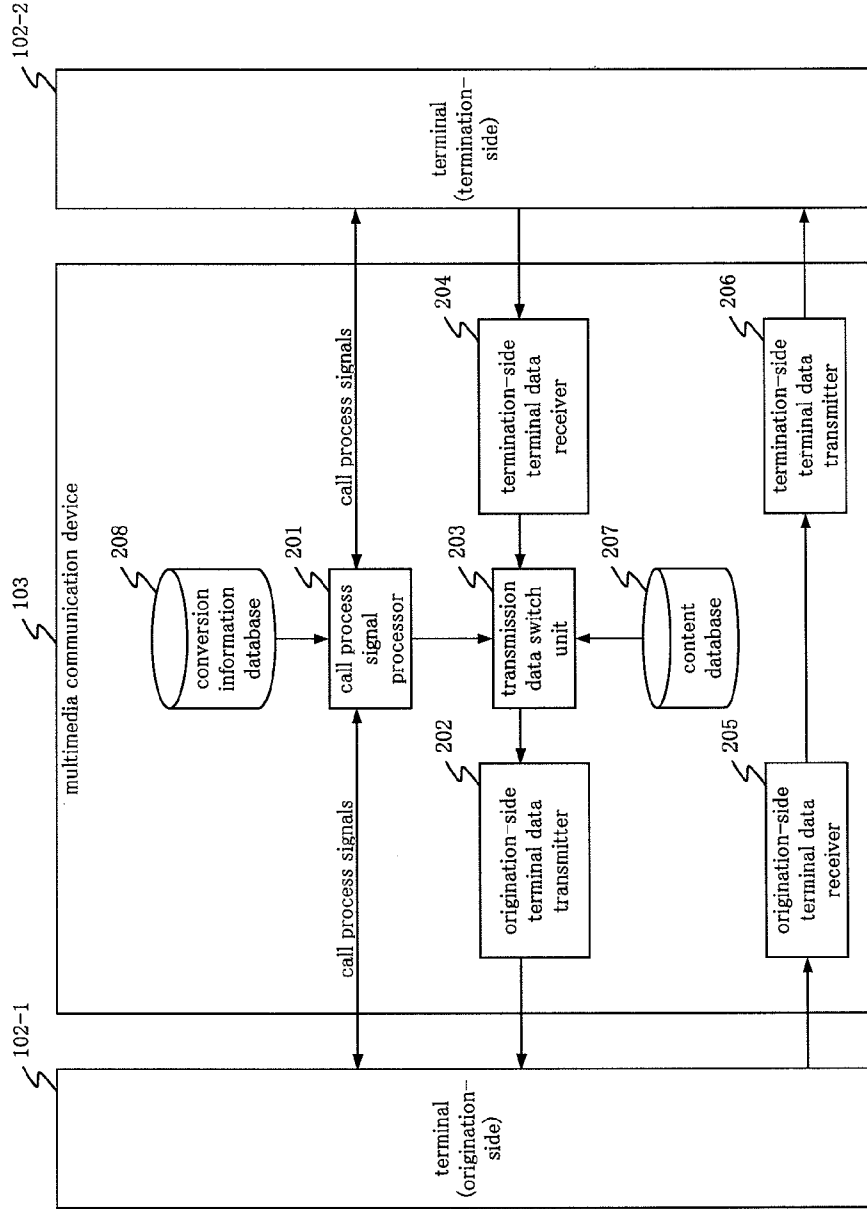 102-1
terminal
(origination-
side)
103
multimedia communication device
208
conversion
information
database
call process signals
201
call process
signal
processor
call process signals
202
origination-side
terminal data
transmitter
203
transmission
data switch
unit
204
termination-side
terminal data
receiver
207
content
database
205
origination-side
terminal data
receiver
206
termination-side
terminal data
transmitter
102-2
terminal
(termination-
side)